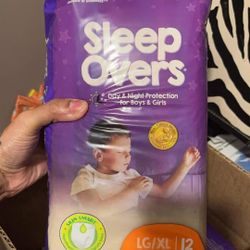 Sleep
Overs
Day & Night Protection
for Boys & Girls
LG/XL 12